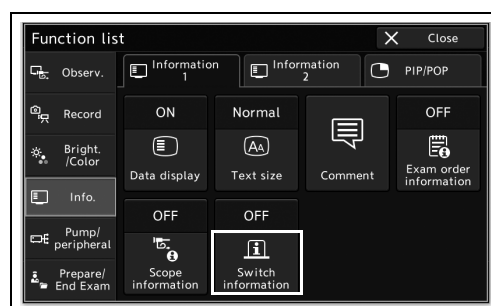 Function list
Close
Observ.
Record
Bright.
/Color
Info.
Pump/
peripheral
Prepare/
End Exam
Information
1
Information
2
PIP/POP
ON
Data display
Normal
AA
Text size
Comment
OFF
Exam order
information
OFF
Scope
information
OFF
Switch
information